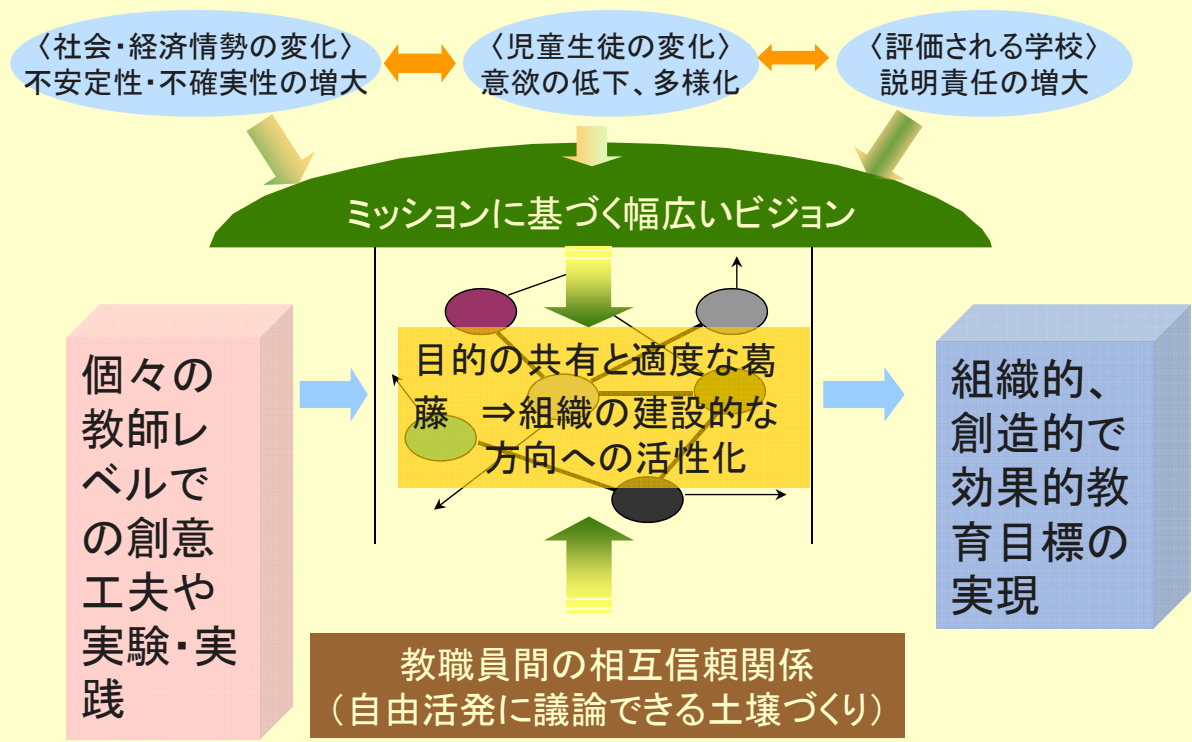 〈社会・経済情勢の変化〉
不安定性・不確実性の増大
〈児童生徒の変化〉
意欲の低下、多様化
〈評価される学校〉
説明責任の増大
ミッションに基づく幅広いビジョン
個々の
教師レ
ベルで
の創意
工夫や
実験・実
践
目的の共有と適度な葛
藤　⇒組織の建設的な
方向への活性化
組織的、
創造的で
効果的教
育目標の
実現
教職員間の相互信頼関係
（自由活発に議論できる土壌づくり）